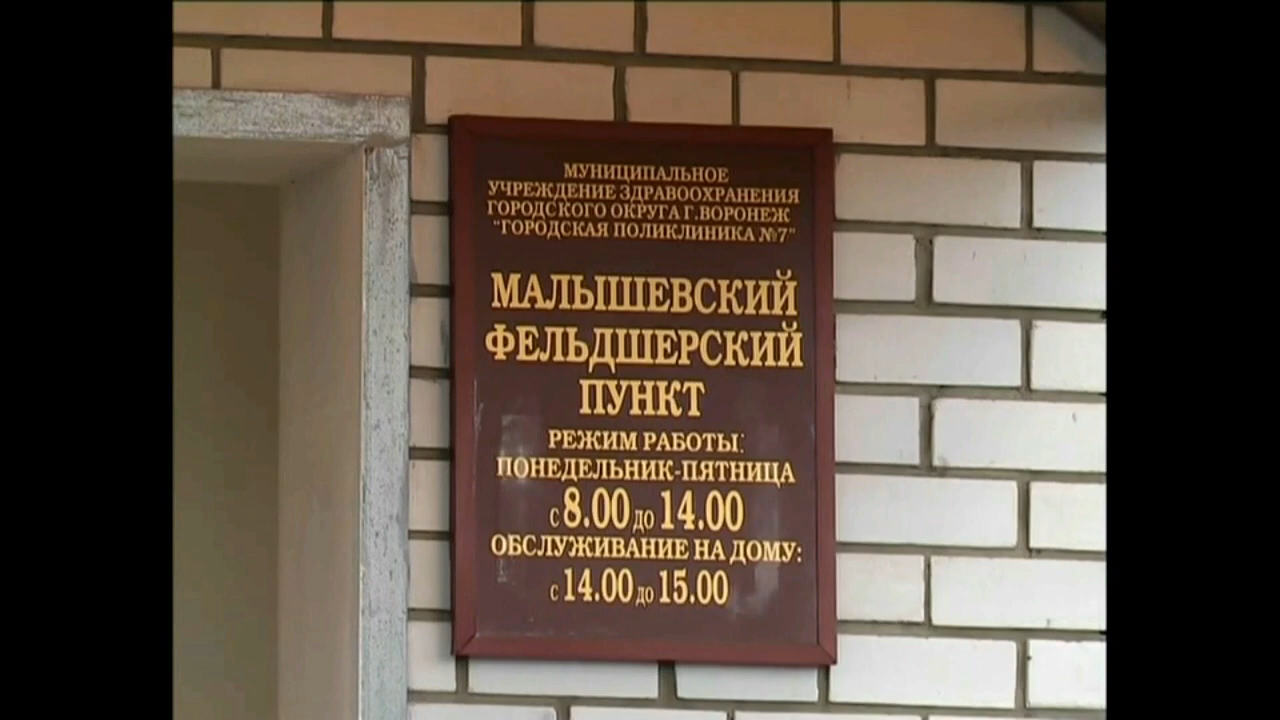 МУНИЦИПАЛЬНОЕ
УЧРЕЖДЕНИЕ ЗДРАВООХРАНЕНИЯ
ГОРОДСКОГО ОКРУГА Г.ВОРОНЕЖ
"ГОРОДСКАЯ ПОЛИКЛИНИКА №7"
МАЛЫШЕВСКИЙ
ФЕЛЬДШЕРСКИЙ
ПУНКТ
РЕЖИМ РАБОТЫ:
ПОНЕДЕЛЬНИК-ПЯТНИЦА
с 8.00 до 14.00
ОБСЛУЖИВАНИЕ НА ДОМУ:
с 14.00 до 15.00